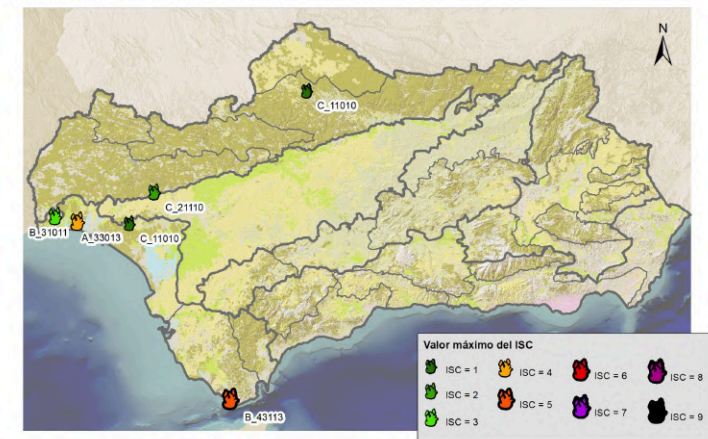 N
C_11010
C_21110
B_31011
A_33013
C_11010
B_43113
Valor máximo del ISC
ISC = 1
ISC = 4
ISC = 6
ISC = 8
ISC = 2
ISC = 5
ISC = 7
ISC = 9
ISC = 3